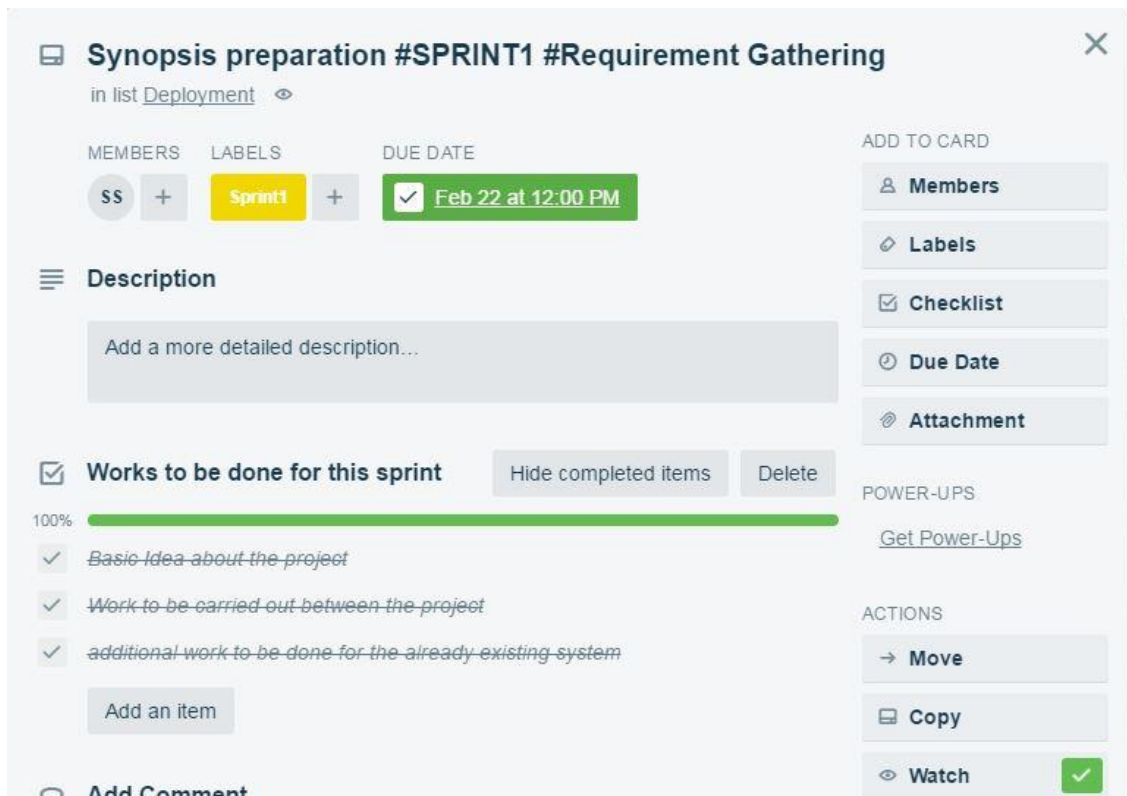 Synopsis preparation #SPRINT1 #Requirement Gathering
in list Deployment
MEMBERS LABELS DUE DATE
SS + Sprint1 + Feb 22 at 12:00 PM
Description
Add a more detailed description...
Works to be done for this sprint Hide completed items Delete
100%
Basic Idea about the project
Work to be carried out between the project
additional work to be done for the already existing system
Add an item
Add Comment
ADD TO CARD
Members
Labels
Checklist
Due Date
Attachment
POWER-UPS
Get Power-Ups
ACTIONS
Move
Copy
Watch